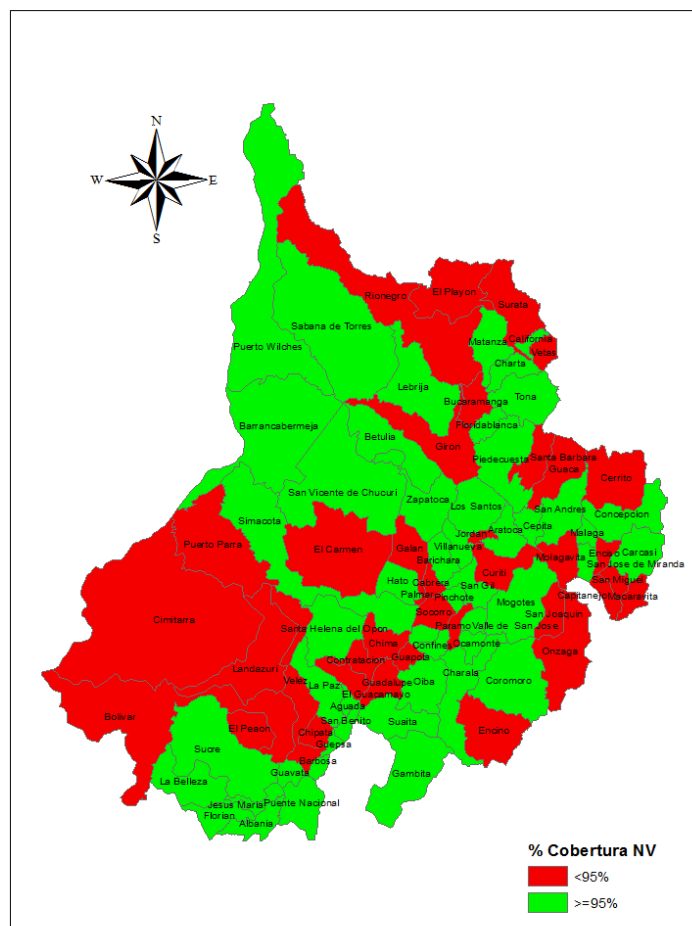 N
W
E
S
El Playon
Rionegro
Surata
Sabana de Torres
California
Matanza
Puerto Wilches
Vetas
Charta
Lebrija
Tona
Bucaramanga
Barrancabermeja
Floridablanca
Betulia
Giron
Santa Barbara
Piedecuesta
Guaca
Cerrito
San Vicente de Chucuri
Zapatoca
Los Santos
San Andres
Concepcion
Simacota
Aratoca
Cepita
Jordan
Malaga
Puerto Parra
El Carmen
Galan
Villanueva
Molagavita
Enciso
Carcasi
Barichara
San Jose de Miranda
Curiti
San Gil
Hato
Cabrera
San Miguel
Palmar
Pinchote
Capitanejo
Macaravita
Mogotes
Socorro
San Joaquin
Cimitarra
Santa Helena del Opon
Paramo
Valle de San Jose
Chima
Confines
Ocamonte
Onzaga
Contratacion
Guapota
Landazuri
Charala
Velez
La Paz
Guadalupe
Oiba
Coromoro
El Guacamayo
Aguada
Bolivar
San Benito
Suaita
El Peñon
Chipata
Encino
Guepsa
Sucre
Barbosa
Guavata
Gambita
La Belleza
Jesus Maria
Puente Nacional
Florian
Albania
% Cobertura NV
<95%
>=95%